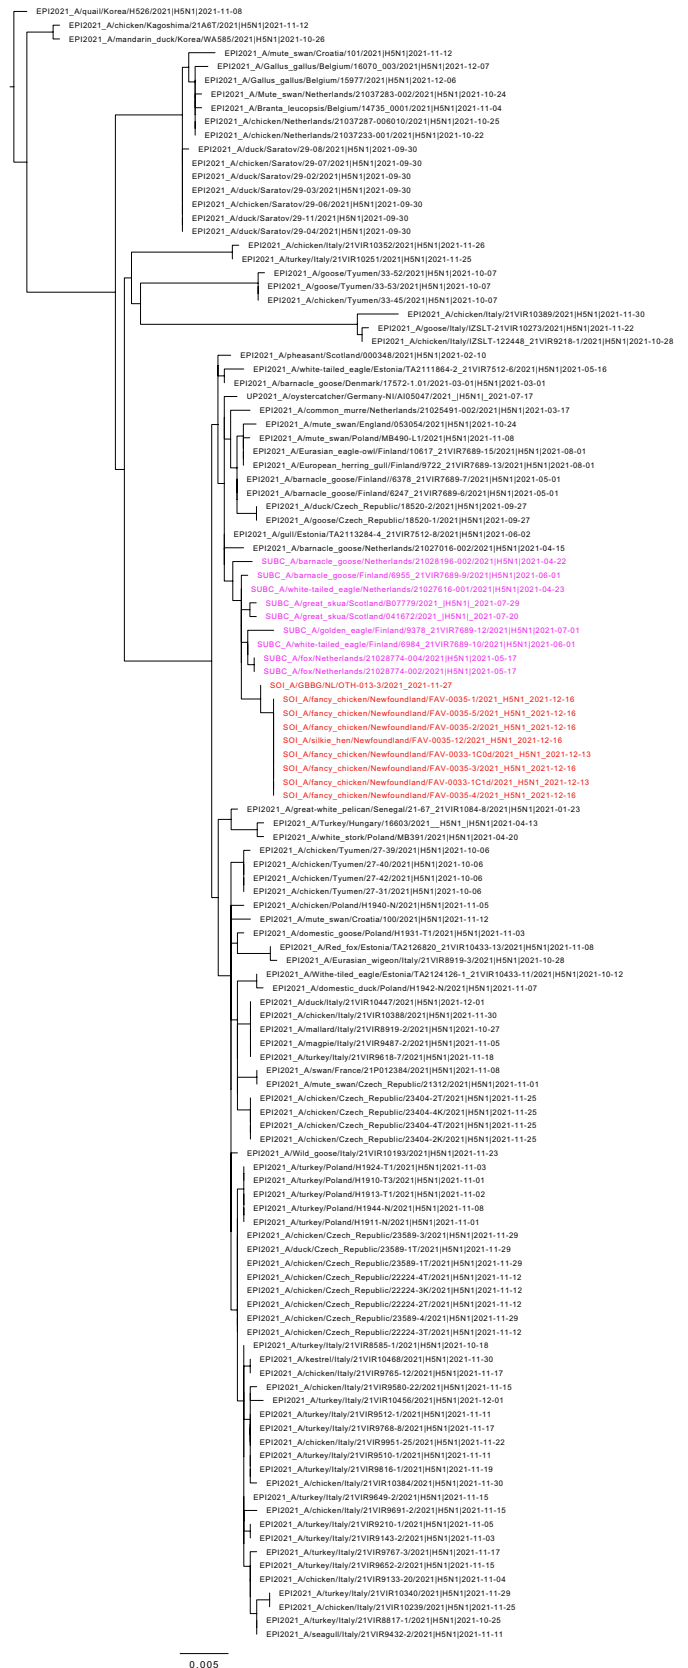 EPI2021_A/quail/Korea/H526/2021|H5N1|2021-11-08
EPI2021_A/chicken/Kagoshima/21A6T/2021|H5N1|2021-11-12
EPI2021_A/mandarin_duck/Korea/WA585/2021|H5N1|2021-10-26
EPI2021_A/mute_swan/Croatia/101/2021|H5N1|2021-11-12
EPI2021_A/Gallus_gallus/Belgium/16070_003/2021|H5N1|2021-12-07
EPI2021_A/Gallus_gallus/Belgium/15977/2021|H5N1|2021-12-06
EPI2021_A/Mute_swan/Netherlands/21037283-002/2021|H5N1|2021-10-24
EPI2021_A/Branta_leucopsis/Belgium/14735_0001/2021|H5N1|2021-11-04
EPI2021_A/chicken/Netherlands/21037287-006010/2021|H5N1|2021-10-25
EPI2021_A/chicken/Netherlands/21037233-001/2021|H5N1|2021-10-22
EPI2021_A/duck/Saratov/29-08/2021|H5N1|2021-09-30
EPI2021_A/chicken/Saratov/29-07/2021|H5N1|2021-09-30
EPI2021_A/duck/Saratov/29-02/2021|H5N1|2021-09-30
EPI2021_A/duck/Saratov/29-03/2021|H5N1|2021-09-30
EPI2021_A/chicken/Saratov/29-06/2021|H5N1|2021-09-30
EPI2021_A/duck/Saratov/29-11/2021|H5N1|2021-09-30
EPI2021_A/duck/Saratov/29-04/2021|H5N1|2021-09-30
EPI2021_A/chicken/Italy/21VIR10352/2021|H5N1|2021-11-26
EPI2021_A/turkey/Italy/21VIR10251/2021|H5N1|2021-11-25
EPI2021_A/goose/Tyumen/33-52/2021|H5N1|2021-10-07
EPI2021_A/goose/Tyumen/33-53/2021|H5N1|2021-10-07
EPI2021_A/chicken/Tyumen/33-45/2021|H5N1|2021-10-07
EPI2021_A/chicken/Italy/21VIR10389/2021|H5N1|2021-11-30
EPI2021_A/goose/Italy/IZSLT-21VIR10273/2021|H5N1|2021-11-22
EPI2021_A/chicken/Italy/IZSLT-122448_21VIR9218-1/2021|H5N1|2021-10-28
EPI2021_A/pheasant/Scotland/000348/2021|H5N1|2021-02-10
EPI2021_A/white-tailed_eagle/Estonia/TA2111864-2_21VIR7512-6/2021|H5N1|2021-05-16
EPI2021_A/barnacle_goose/Denmark/17572-1.01/2021-03-01|H5N1|2021-03-01
UP2021_A/oystercatcher/Germany-NI/AI05047/2021_|H5N1|_2021-07-17
EPI2021_A/common_murre/Netherlands/21025491-002/2021|H5N1|2021-03-17
EPI2021_A/mute_swan/England/053054/2021|H5N1|2021-10-24
EPI2021_A/mute_swan/Poland/MB490-L1/2021|H5N1|2021-11-08
EPI2021_A/Eurasian_eagle-owl/Finland/10617_21VIR7689-15/2021|H5N1|2021-08-01
EPI2021_A/European_herring_gull/Finland/9722_21VIR7689-13/2021|H5N1|2021-08-01
EPI2021_A/barnacle_goose/Finland//6378_21VIR7689-7/2021|H5N1|2021-05-01
EPI2021_A/barnacle_goose/Finland/6247_21VIR7689-6/2021|H5N1|2021-05-01
EPI2021_A/duck/Czech_Republic/18520-2/2021|H5N1|2021-09-27
EPI2021_A/goose/Czech_Republic/18520-1/2021|H5N1|2021-09-27
EPI2021_A/gull/Estonia/TA2113284-4_21VIR7512-8/2021|H5N1|2021-06-02
EPI2021_A/barnacle_goose/Netherlands/21027016-002/2021|H5N1|2021-04-15
SUBC_A/barnacle_goose/Netherlands/21028196-002/2021|H5N1|2021-04-22
SUBC_A/barnacle_goose/Finland/6955_21VIR7689-9/2021|H5N1|2021-06-01
SUBC_A/white-tailed_eagle/Netherlands/21027616-001/2021|H5N1|2021-04-23
SUBC_A/great_skua/Scotland/B07779/2021_|H5N1|_2021-07-29
SUBC_A/great_skua/Scotland/041672/2021_|H5N1|_2021-07-20
SUBC_A/golden_eagle/Finland/9378_21VIR7689-12/2021|H5N1|2021-07-01
SUBC_A/white-tailed_eagle/Finland/6984_21VIR7689-10/2021|H5N1|2021-06-01
SUBC_A/fox/Netherlands/21028774-004/2021|H5N1|2021-05-17
SUBC_A/fox/Netherlands/21028774-002/2021|H5N1|2021-05-17
SOI_A/GBBG/NL/OTH-013-3/2021_2021-11-27
SOI_A/fancy_chicken/Newfoundland/FAV-0035-1/2021_H5N1_2021-12-16
SOI_A/fancy_chicken/Newfoundland/FAV-0035-5/2021_H5N1_2021-12-16
SOI_A/fancy_chicken/Newfoundland/FAV-0035-2/2021_H5N1_2021-12-16
SOI_A/silkie_hen/Newfoundland/FAV-0035-12/2021_H5N1_2021-12-16
SOI_A/fancy_chicken/Newfoundland/FAV-0033-1C0d/2021_H5N1_2021-12-13
SOI_A/fancy_chicken/Newfoundland/FAV-0035-3/2021_H5N1_2021-12-16
SOI_A/fancy_chicken/Newfoundland/FAV-0033-1C1d/2021_H5N1_2021-12-13
SOI_A/fancy_chicken/Newfoundland/FAV-0035-4/2021_H5N1_2021-12-16
EPI2021_A/great-white_pelican/Senegal/21-67_21VIR1084-8/2021|H5N1|2021-01-23
EPI2021_A/Turkey/Hungary/16603/2021__H5N1_|H5N1|2021-04-13
EPI2021_A/white_stork/Poland/MB391/2021|H5N1|2021-04-20
EPI2021_A/chicken/Tyumen/27-39/2021|H5N1|2021-10-06
EPI2021_A/chicken/Tyumen/27-40/2021|H5N1|2021-10-06
EPI2021_A/chicken/Tyumen/27-42/2021|H5N1|2021-10-06
EPI2021_A/chicken/Tyumen/27-31/2021|H5N1|2021-10-06
EPI2021_A/chicken/Poland/H1940-N/2021|H5N1|2021-11-05
EPI2021_A/mute_swan/Croatia/100/2021|H5N1|2021-11-12
EPI2021_A/domestic_goose/Poland/H1931-T1/2021|H5N1|2021-11-03
EPI2021_A/Red_fox/Estonia/TA2126820_21VIR10433-13/2021|H5N1|2021-11-08
EPI2021_A/Eurasian_wigeon/Italy/21VIR8919-3/2021|H5N1|2021-10-28
EPI2021_A/Withe-tiled_eagle/Estonia/TA2124126-1_21VIR10433-11/2021|H5N1|2021-10-12
EPI2021_A/domestic_duck/Poland/H1942-N/2021|H5N1|2021-11-07
EPI2021_A/duck/Italy/21VIR10447/2021|H5N1|2021-12-01
EPI2021_A/chicken/Italy/21VIR10388/2021|H5N1|2021-11-30
EPI2021_A/mallard/Italy/21VIR8919-2/2021|H5N1|2021-10-27
EPI2021_A/magpie/Italy/21VIR9487-2/2021|H5N1|2021-11-05
EPI2021_A/turkey/Italy/21VIR9618-7/2021|H5N1|2021-11-18
EPI2021_A/swan/France/21P012384/2021|H5N1|2021-11-08
EPI2021_A/mute_swan/Czech_Republic/21312/2021|H5N1|2021-11-01
EPI2021_A/chicken/Czech_Republic/23404-2T/2021|H5N1|2021-11-25
EPI2021_A/chicken/Czech_Republic/23404-4K/2021|H5N1|2021-11-25
EPI2021_A/chicken/Czech_Republic/23404-4T/2021|H5N1|2021-11-25
EPI2021_A/chicken/Czech_Republic/23404-2K/2021|H5N1|2021-11-25
EPI2021_A/Wild_goose/Italy/21VIR10193/2021|H5N1|2021-11-23
EPI2021_A/turkey/Poland/H1924-T1/2021|H5N1|2021-11-03
EPI2021_A/turkey/Poland/H1910-T3/2021|H5N1|2021-11-01
EPI2021_A/turkey/Poland/H1913-T1/2021|H5N1|2021-11-02
EPI2021_A/turkey/Poland/H1944-N/2021|H5N1|2021-11-08
EPI2021_A/turkey/Poland/H1911-N/2021|H5N1|2021-11-01
EPI2021_A/chicken/Czech_Republic/23589-3/2021|H5N1|2021-11-29
EPI2021_A/duck/Czech_Republic/23589-1T/2021|H5N1|2021-11-29
EPI2021_A/chicken/Czech_Republic/23589-1T/2021|H5N1|2021-11-29
EPI2021_A/chicken/Czech_Republic/22224-4T/2021|H5N1|2021-11-12
EPI2021_A/chicken/Czech_Republic/22224-3K/2021|H5N1|2021-11-12
EPI2021_A/chicken/Czech_Republic/22224-2T/2021|H5N1|2021-11-12
EPI2021_A/chicken/Czech_Republic/23589-4/2021|H5N1|2021-11-29
EPI2021_A/chicken/Czech_Republic/22224-3T/2021|H5N1|2021-11-12
EPI2021_A/turkey/Italy/21VIR8585-1/2021|H5N1|2021-10-18
EPI2021_A/kestrel/Italy/21VIR10468/2021|H5N1|2021-11-30
EPI2021_A/chicken/Italy/21VIR9765-12/2021|H5N1|2021-11-17
EPI2021_A/chicken/Italy/21VIR9580-22/2021|H5N1|2021-11-15
EPI2021_A/turkey/Italy/21VIR10456/2021|H5N1|2021-12-01
EPI2021_A/turkey/Italy/21VIR9512-1/2021|H5N1|2021-11-11
EPI2021_A/turkey/Italy/21VIR9768-8/2021|H5N1|2021-11-17
EPI2021_A/chicken/Italy/21VIR9951-25/2021|H5N1|2021-11-22
EPI2021_A/turkey/Italy/21VIR9510-1/2021|H5N1|2021-11-11
EPI2021_A/turkey/Italy/21VIR9816-1/2021|H5N1|2021-11-19
EPI2021_A/chicken/Italy/21VIR10384/2021|H5N1|2021-11-30
EPI2021_A/turkey/Italy/21VIR9649-2/2021|H5N1|2021-11-15
EPI2021_A/chicken/Italy/21VIR9691-2/2021|H5N1|2021-11-15
EPI2021_A/turkey/Italy/21VIR9210-1/2021|H5N1|2021-11-05
EPI2021_A/turkey/Italy/21VIR9143-2/2021|H5N1|2021-11-03
EPI2021_A/turkey/Italy/21VIR9767-3/2021|H5N1|2021-11-17
EPI2021_A/turkey/Italy/21VIR9652-2/2021|H5N1|2021-11-15
EPI2021_A/chicken/Italy/21VIR9133-20/2021|H5N1|2021-11-04
EPI2021_A/turkey/Italy/21VIR10340/2021|H5N1|2021-11-29
EPI2021_A/chicken/Italy/21VIR10239/2021|H5N1|2021-11-25
EPI2021_A/turkey/Italy/21VIR8817-1/2021|H5N1|2021-10-25
EPI2021_A/seagull/Italy/21VIR9432-2/2021|H5N1|2021-11-11
0.005